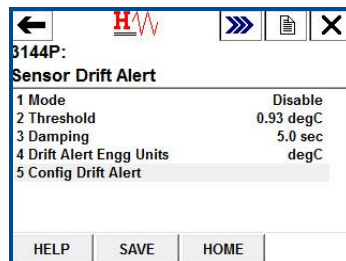 H
3144P:
Sensor Drift Alert
1 Mode Disable
2 Threshold 0.93 degC
3 Damping 5.0 sec
4 Drift Alert Engg Units degC
5 Config Drift Alert
HELP SAVE HOME